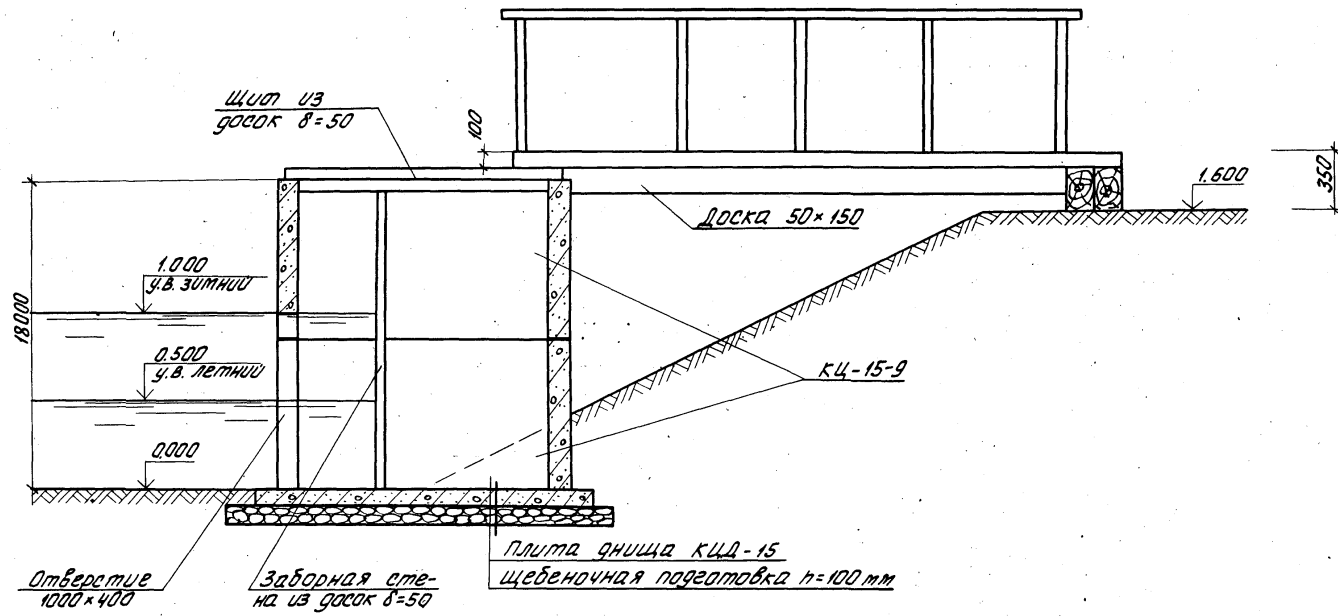 Щит из
досок δ=50
100
350
1.600
Доска 50×150
1.000
у.в. зимний
18000
0.500
у.в. летний
КЦ-15-9
0,000
Отверстие
1000×400
Заборная сте-
на из досок δ=50
Плита днища КЦД-15
Щебеночная подготовка h=100 мм